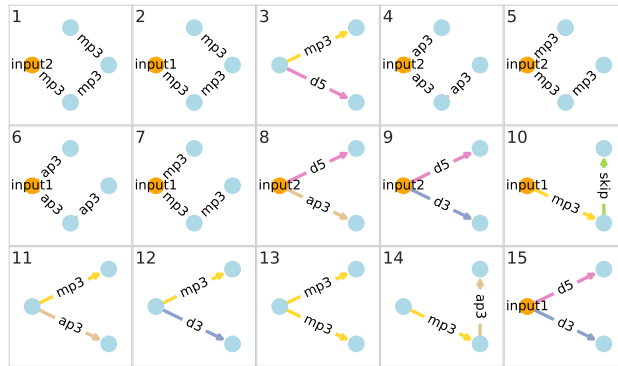 1
mp3
input2
mp3
mp3
2
mp3
input1
mp3
mp3
3
mp3
d5
4
ap3
input2
ap3
ap3
5
mp3
input2
mp3
mp3
6
ap3
input1
ap3
ap3
7
mp3
input1
mp3
mp3
8
d5
input2
ap3
9
d5
input2
d3
10
input1
skip
mp3
11
mp3
ap3
12
mp3
d3
13
mp3
mp3
14
ap3
mp3
15
d5
input1
d3